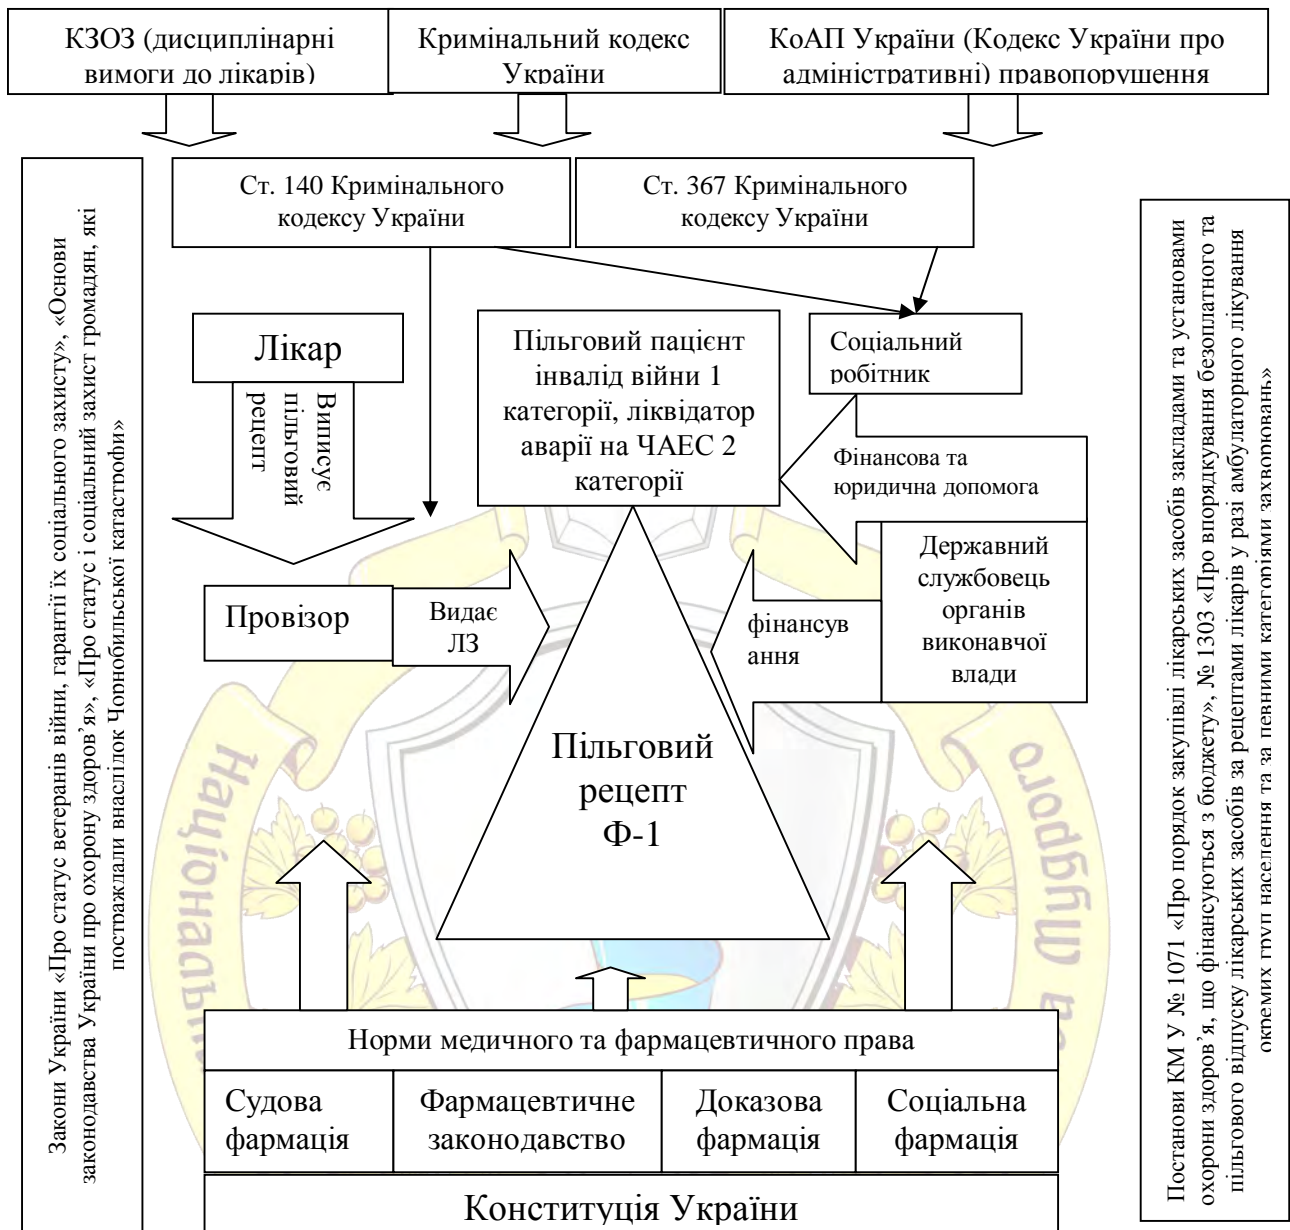 КЗОЗ (дисциплінарні
вимоги до лікарів)
Кримінальний кодекс
України
КоАП України (Кодекс України про
адміністративні) правопорушення
Ст. 140 Кримінального
кодексу України
Ст. 367 Кримінального
кодексу України
Закони України «Про статус ветеранів війни, гарантії їх соціального захисту», «Основи
законодавства України про охорону здоров’я», «Про статус і соціальний захист громадян, які
постраждали внаслідок Чорнобильської катастрофи»
Лікар
Виписує
пільговий
рецепт
Пільговий пацієнт
інвалід війни 1
категорії, ліквідатор
аварії на ЧАЕС 2
категорії
Соціальний
робітник
Фінансова та
юридична допомога
Державний
службовець
органів
виконавчої
влади
Провізор
Видає
ЛЗ
фінансув
ання
Пільговий
рецепт
Ф-1
Постанови КМ У № 1071 «Про порядок закупівлі лікарських засобів закладами та установами
охорони здоров’я, що фінансуються з бюджету», № 1303 «Про впорядкування безоплатного та
пільгового відпуску лікарських засобів за рецептами лікарів у разі амбулаторного лікування
окремих груп населення та за певними категоріями захворювань»
Національн
а Мудрого
Норми медичного та фармацевтичного права
Судова
фармація
Фармацевтичне
законодавство
Доказова
фармація
Соціальна
фармація
Конституція України